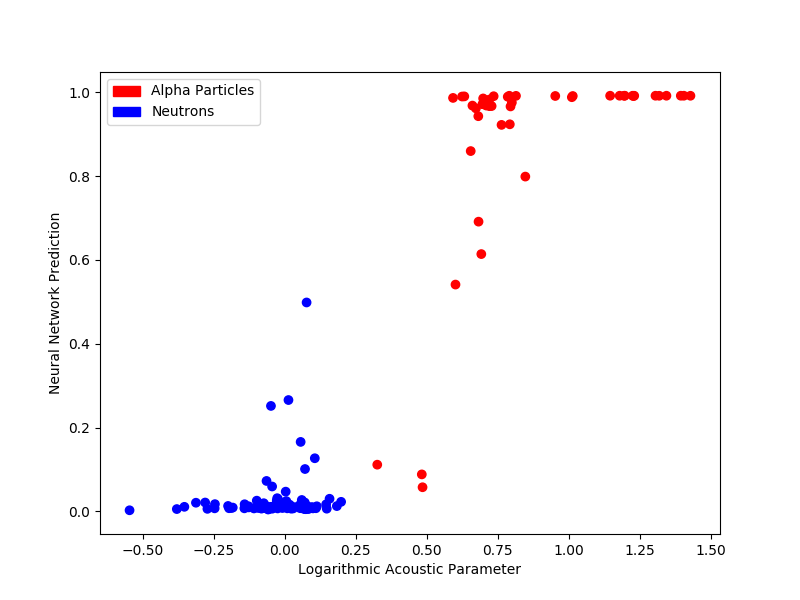 Alpha Particles
Neutrons
1.0
0.8
0.6
0.4
0.2
0.0
Neural Network Prediction
−0.50 −0.25 0.00 0.25 0.50 0.75 1.00 1.25 1.50
Logarithmic Acoustic Parameter